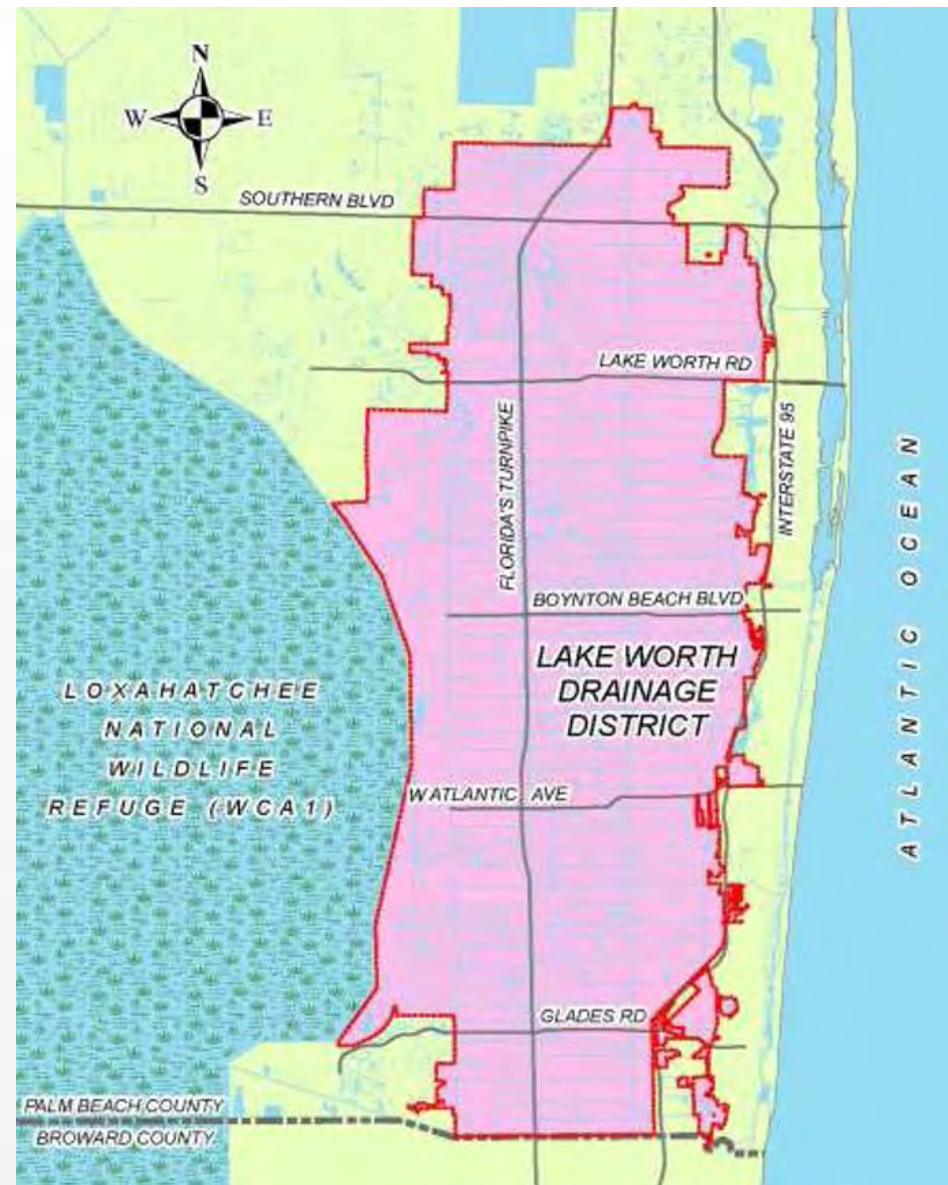 N
W E
S
SOUTHERN BLVD
LAKE WORTH RD
FLORIDA'S TURNPIKE
INTERSTATE 95
ATLANTIC OCEAN
BOYNTON BEACH BLVD
LAKE WORTH
DRAINAGE
DISTRICT
LOXAHATCHEE
NATIONAL
WILDLIFE
REFUGE (WCA1)
W ATLANTIC AVE
GLADES RD
PALM BEACH COUNTY
BROWARD COUNTY